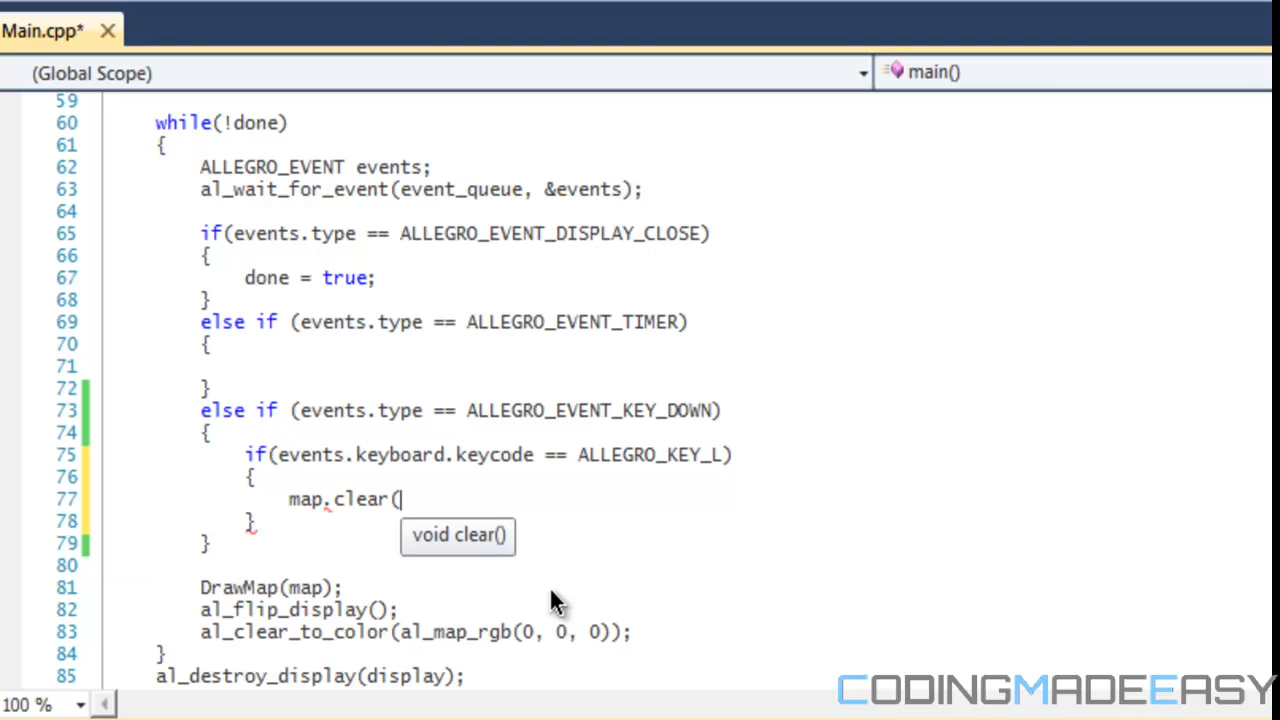 Main.cpp*
(Global Scope) main()
59
60 while(!done)
61 {
62 ALLEGRO_EVENT events;
63 al_wait_for_event(event_queue, &events);
64
65 if(events.type == ALLEGRO_EVENT_DISPLAY_CLOSE)
66 {
67 done = true;
68 }
69 else if (events.type == ALLEGRO_EVENT_TIMER)
70 {
71
72 }
73 else if (events.type == ALLEGRO_EVENT_KEY_DOWN)
74 {
75 if(events.keyboard.keycode == ALLEGRO_KEY_L)
76 {
77 map.clear(
78 }
void clear()
79 }
80
81 DrawMap(map);
82 al_flip_display();
83 al_clear_to_color(al_map_rgb(0, 0, 0));
84 }
85 al_destroy_display(display);
100 %
CODINGMADEEASY